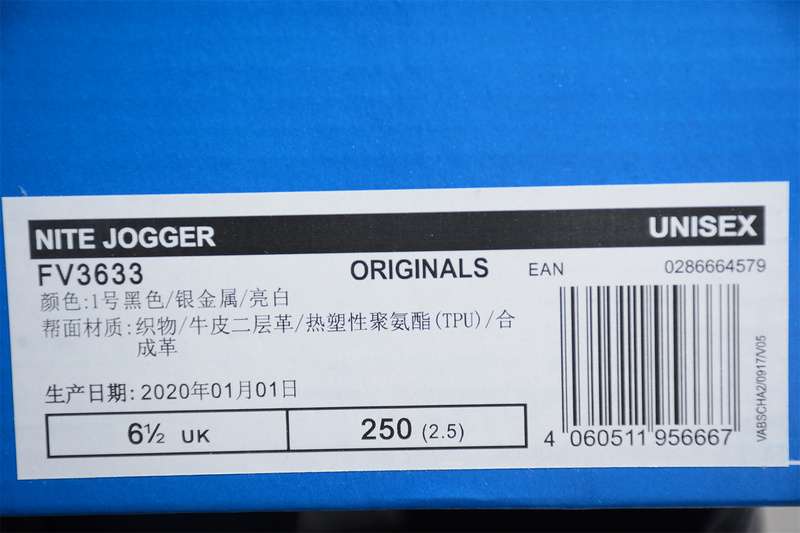 NITE JOGGER UNISEX
FV3633 ORIGINALS EAN 0286664579
颜色:1号黑色/银金属/亮白
帮面材质:织物/牛皮二层革/热塑性聚氨酯(TPU)/合
成革
生产日期:2020年01月01日
6½ UK 250 (2.5)
4 060511 956667
VABSCHA2/0917/V05